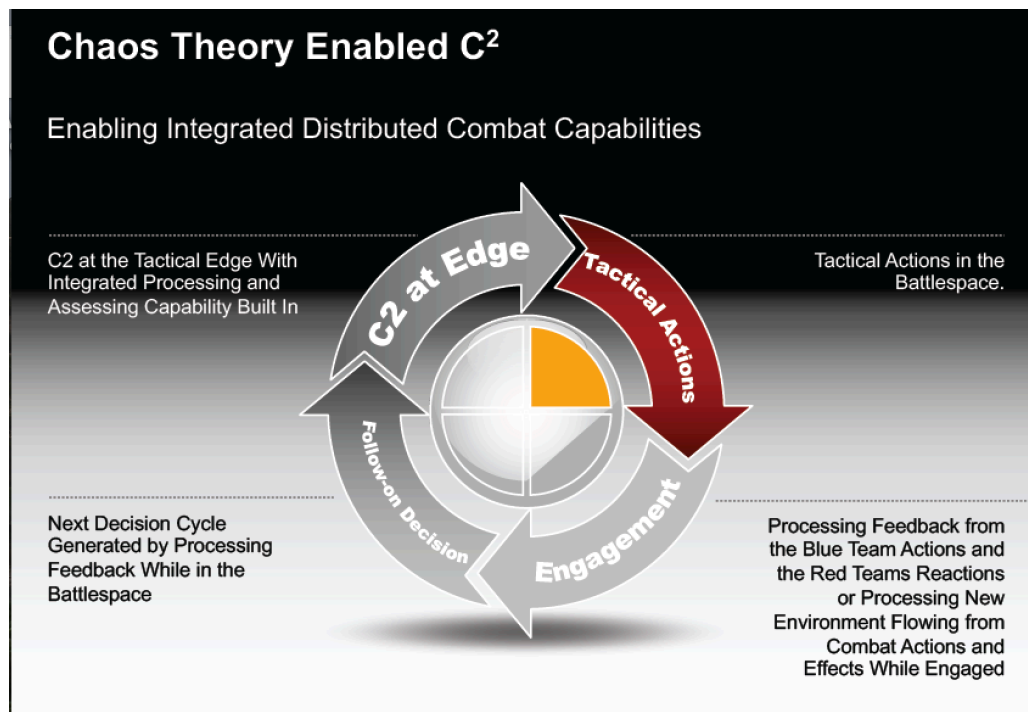 Chaos Theory Enabled C²
Enabling Integrated Distributed Combat Capabilities
C2 at the Tactical Edge With
Integrated Processing and
Assessing Capability Built In
C2 at Edge
Tactical Actions
Tactical Actions in the
Battlespace.
Follow-on Decision
Engagement
Next Decision Cycle
Generated by Processing
Feedback While in the
Battlespace
Processing Feedback from
the Blue Team Actions and
the Red Teams Reactions
or Processing New
Environment Flowing from
Combat Actions and
Effects While Engaged